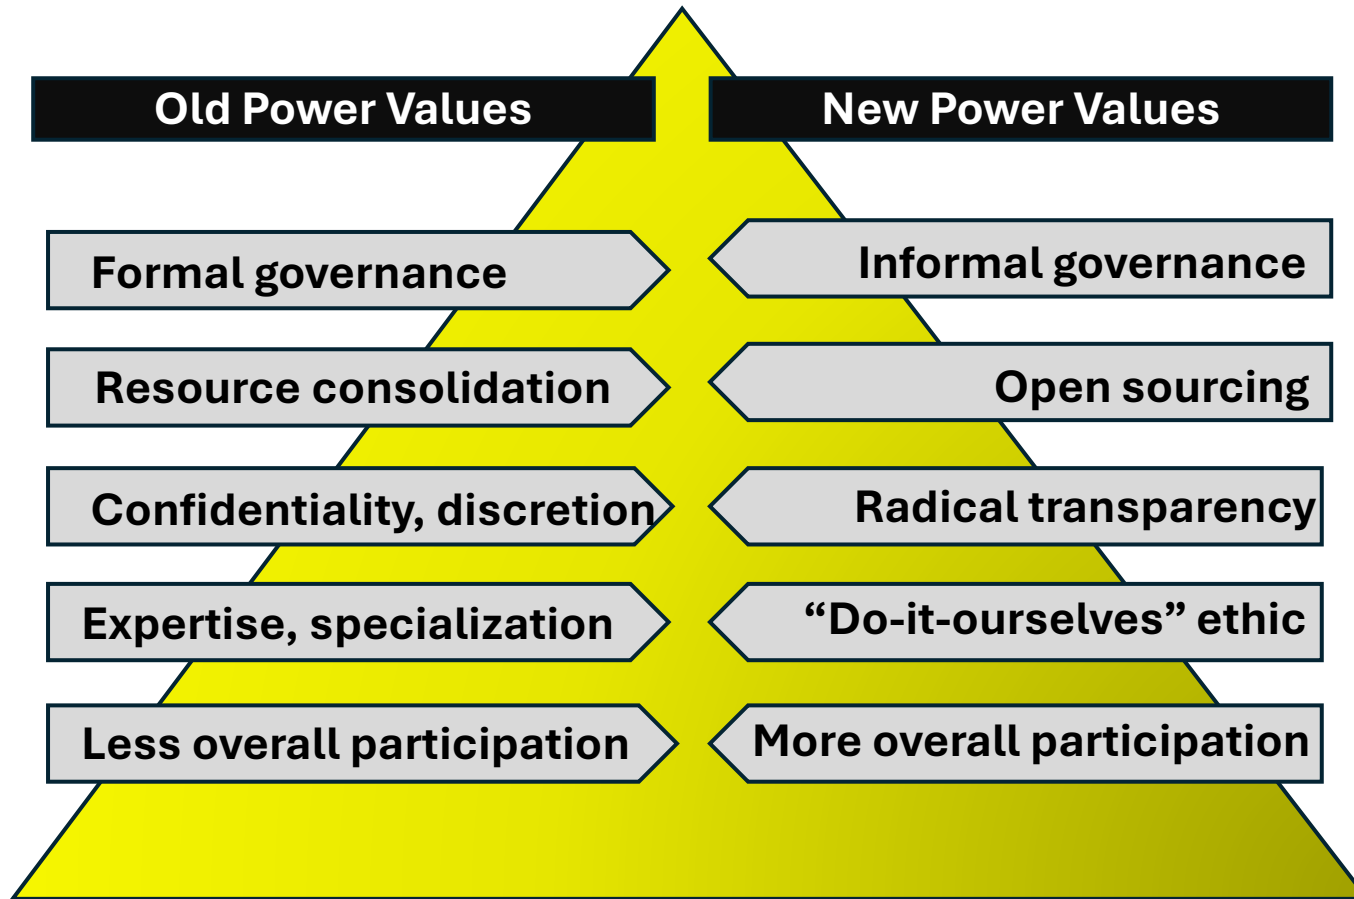 Old Power Values
New Power Values
Formal governance
Informal governance
Resource consolidation
Open sourcing
Confidentiality, discretion
Radical transparency
Expertise, specialization
“Do-it-ourselves” ethic
Less overall participation
More overall participation